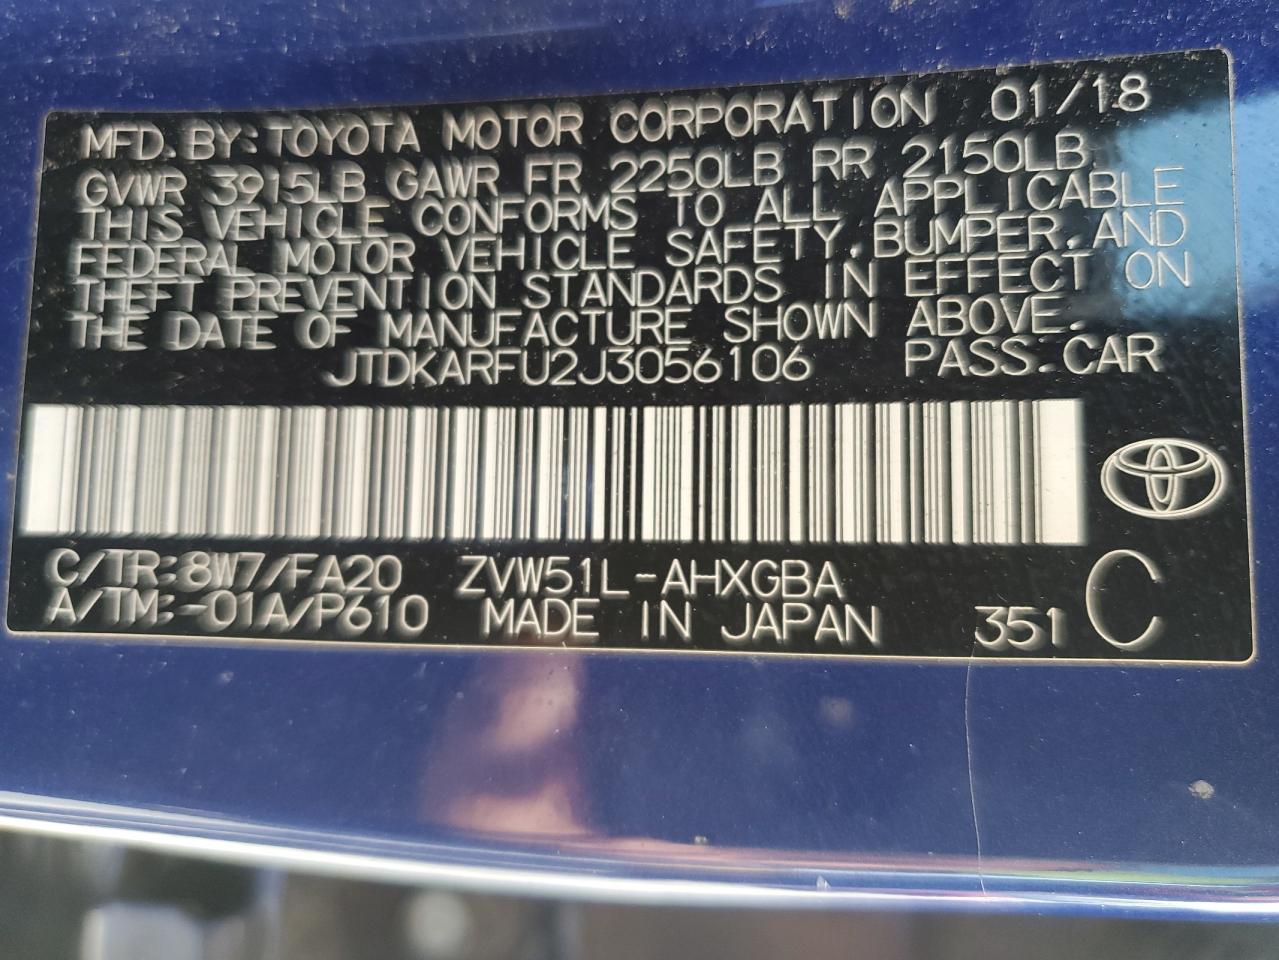 MFD. BY: TOYOTA MOTOR CORPORATION 01/18
GVWR 3915LB GAWR FR 2250LB RR 2150LB
THIS VEHICLE CONFORMS TO ALL APPLICABLE
FEDERAL MOTOR VEHICLE SAFETY, BUMPER, AND
THEFT PREVENTION STANDARDS IN EFFECT ON
THE DATE OF MANUFACTURE SHOWN ABOVE.
JTDKARFU2J3056106 PASS. CAR
C/TR:8W7/FA20 ZVW51L-AHXGBA
A/TM:-01A/P610 MADE IN JAPAN 351 C